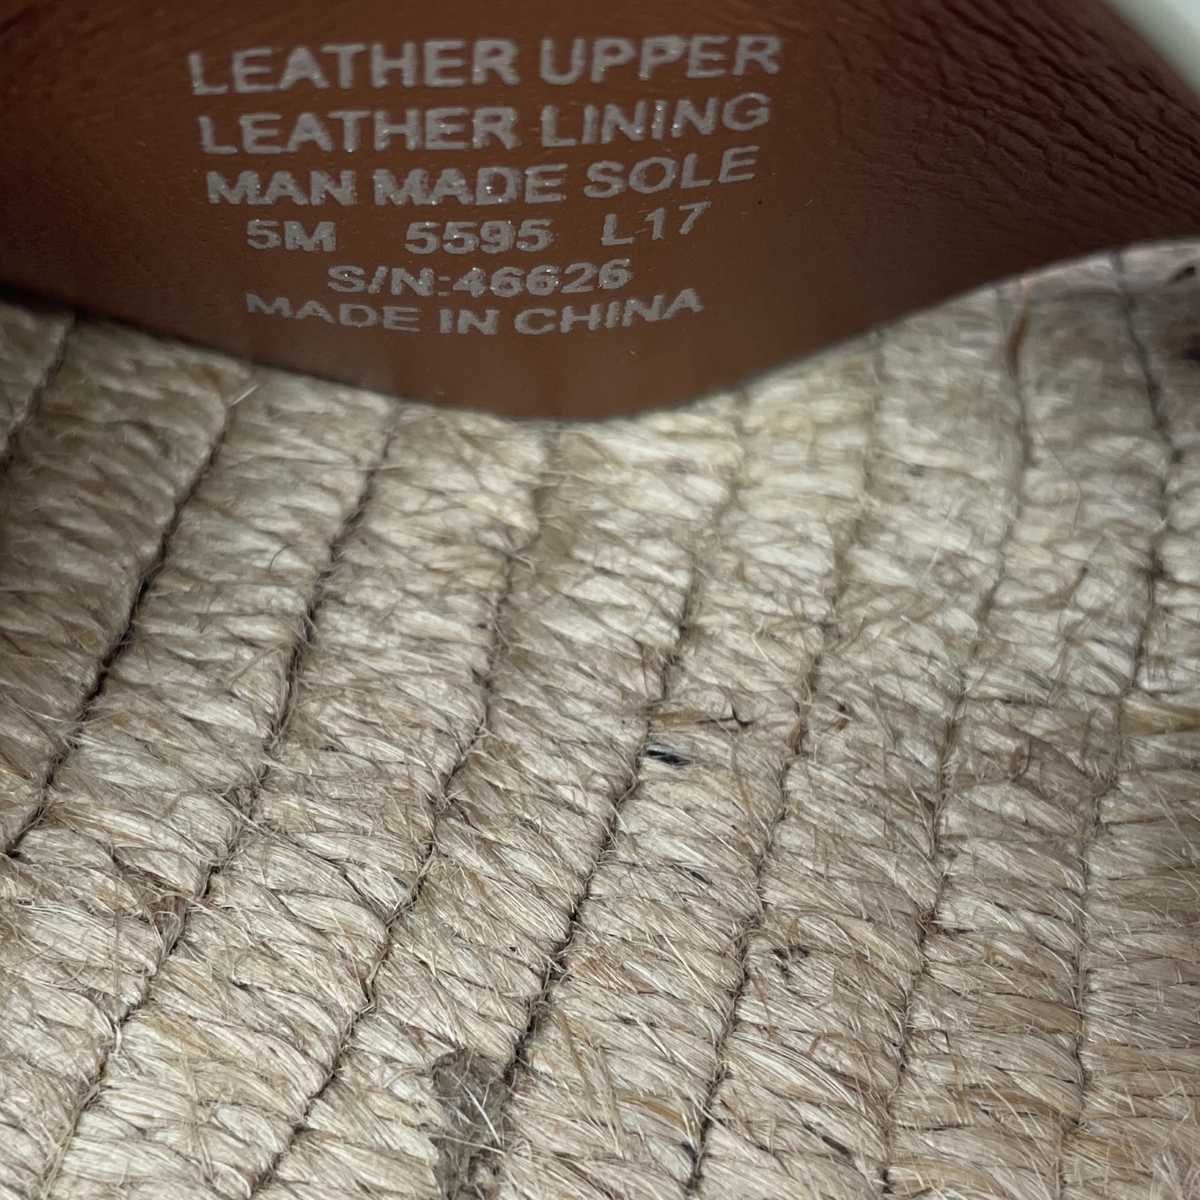 LEATHER UPPER
LEATHER LINING
MAN MADE SOLE
5M 5595 L17
S/N:46626
MADE IN CHINA